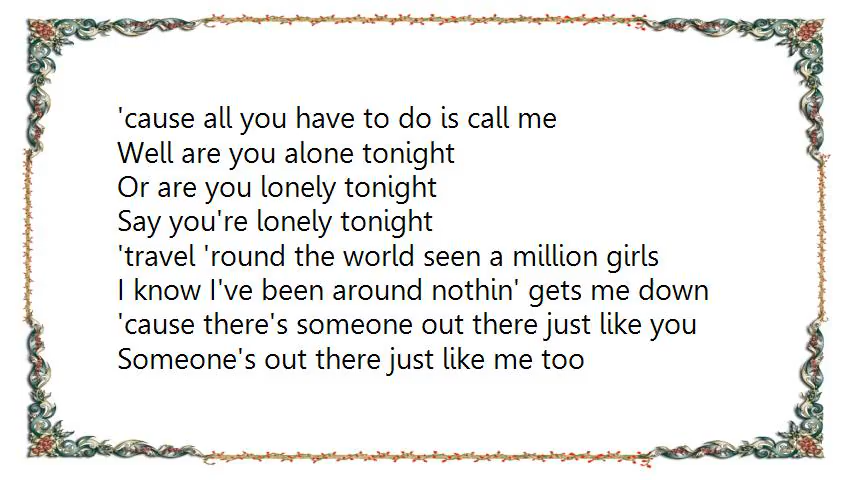 'cause all you have to do is call me
Well are you alone tonight
Or are you lonely tonight
Say you're lonely tonight
'travel 'round the world seen a million girls
I know I've been around nothin' gets me down
'cause there's someone out there just like you
Someone's out there just like me too